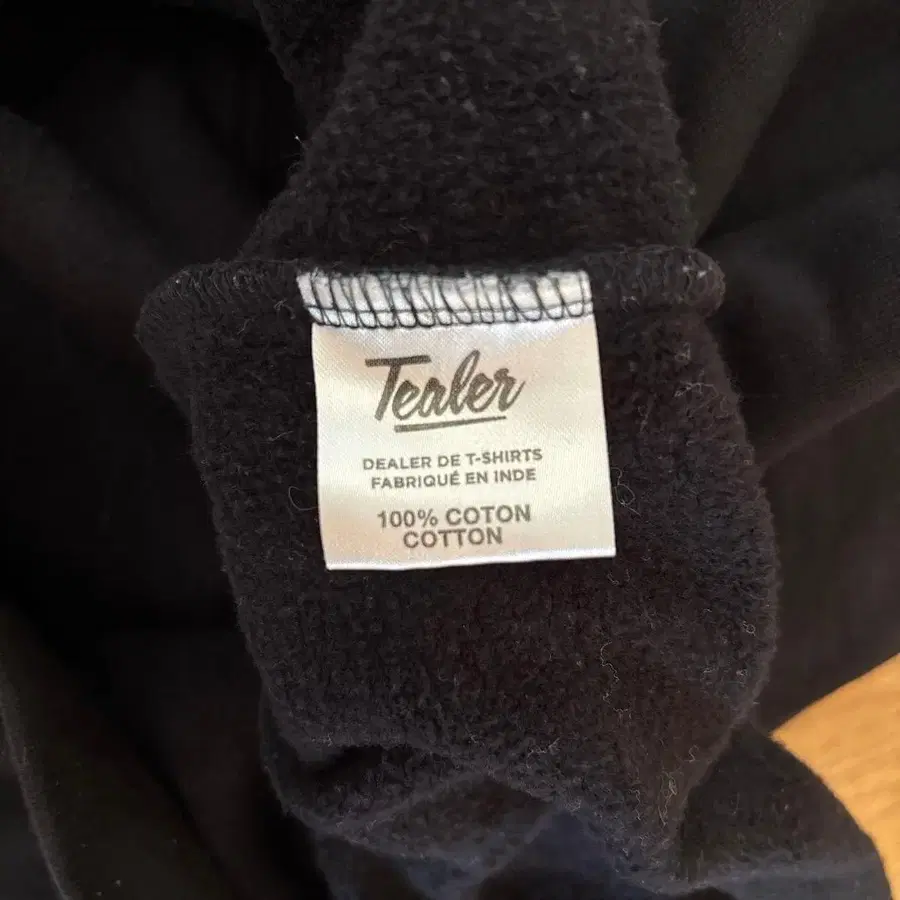 Tealer
DEALER DE T-SHIRTS
FABRIQUÉ EN INDE
100% COTON
COTTON